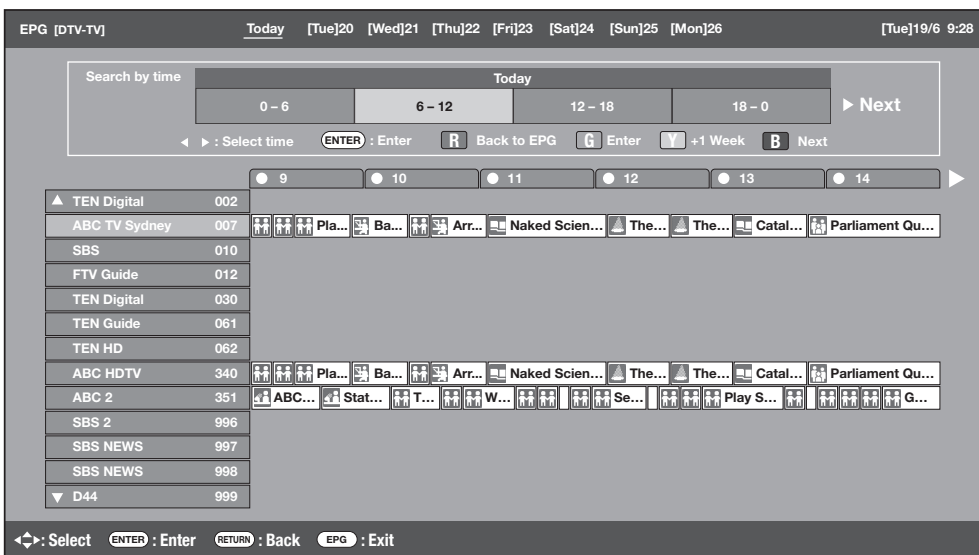 EPG [DTV-TV] Today [Tue]20 [Wed]21 [Thu]22 [Fri]23 [Sat]24 [Sun]25 [Mon]26 [Tue]19/6 9:28
Search by time Today
0 – 6 6 – 12 12 – 18 18 – 0 ▶ Next
◀ ▶ : Select time ENTER : Enter R Back to EPG G Enter Y +1 Week B Next
9 10 11 12 13 14
TEN Digital 002
ABC TV Sydney 007 Pla... Ba... Arr... Naked Scien... The... The... Catal... Parliament Qu...
SBS 010
FTV Guide 012
TEN Digital 030
TEN Guide 061
TEN HD 062
ABC HDTV 340 Pla... Ba... Arr... Naked Scien... The... The... Catal... Parliament Qu...
ABC 2 351 ABC... Stat... T... W... Se... Play S... G...
SBS 2 996
SBS NEWS 997
SBS NEWS 998
D44 999
: Select ENTER : Enter RETURN : Back EPG : Exit